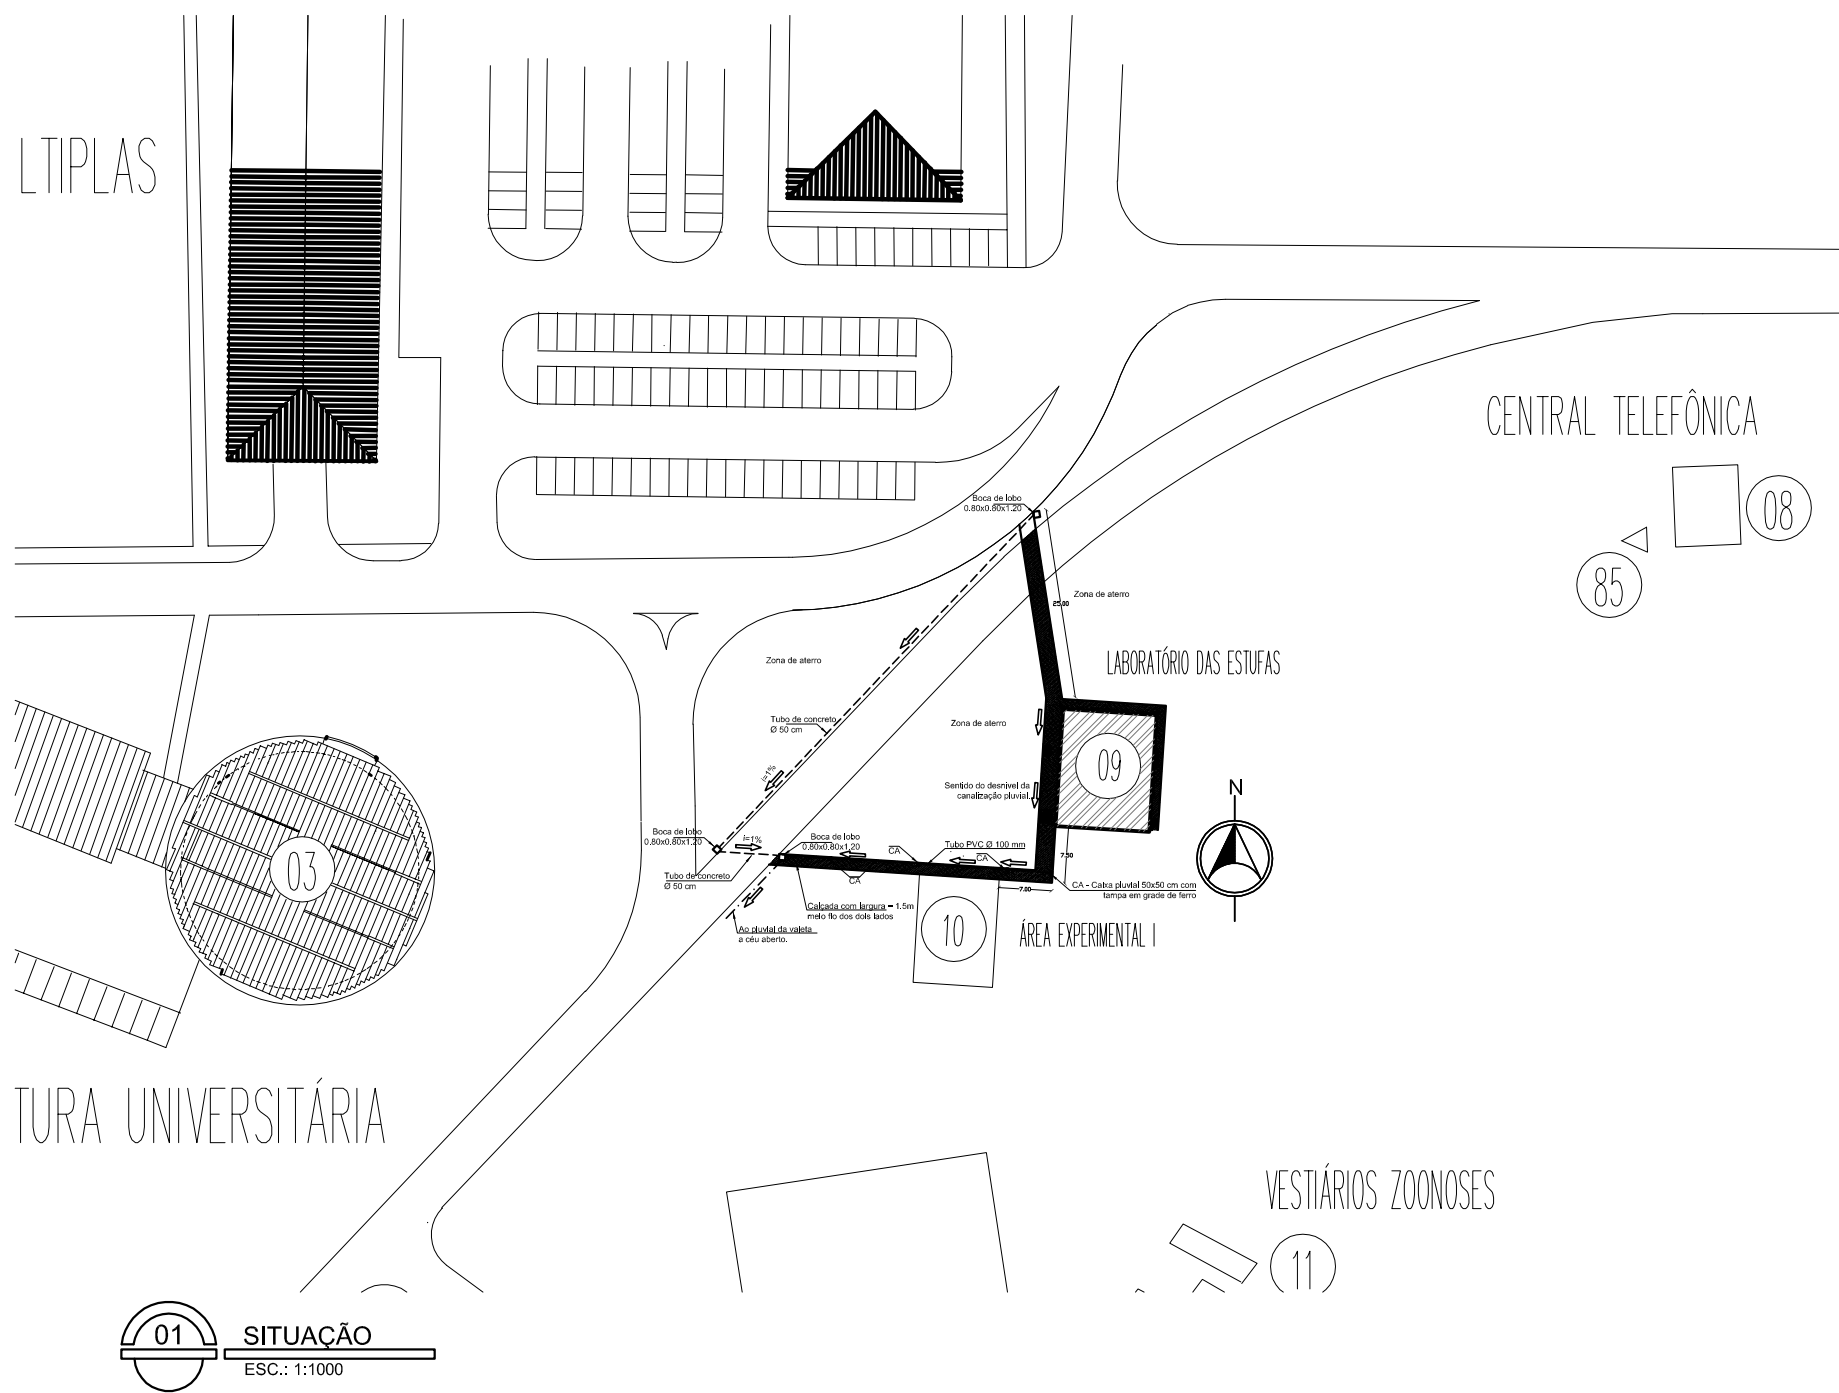 LTIPLAS
CENTRAL TELEFÔNICA
08
85
Boca de lobo
0.80x0.80x1.20
Zona de aterro
25.00
LABORATÓRIO DAS ESTUFAS
Zona de aterro
Tubo de concreto
Ø 50 cm
Zona de aterro
09
i=1%
Sentido do desnível da
canalização pluvial.
N
Boca de lobo
0.80x0.80x1.20
i=1%
Boca de lobo
0.80x0.80x1.20
CA
Tubo PVC Ø 100 mm
CA
7.50
03
Tubo de concreto
Ø 50 cm
CA
7.00
CA - Caixa pluvial 50x50 cm com
tampa em grade de ferro
Calçada com largura = 1.5m
meio fio dos dois lados
Ao pluvial da valeta
a céu aberto.
10
ÁREA EXPERIMENTAL I
TURA UNIVERSITÁRIA
VESTIÁRIOS ZOONOSES
11
01
SITUAÇÃO
ESC.: 1:1000